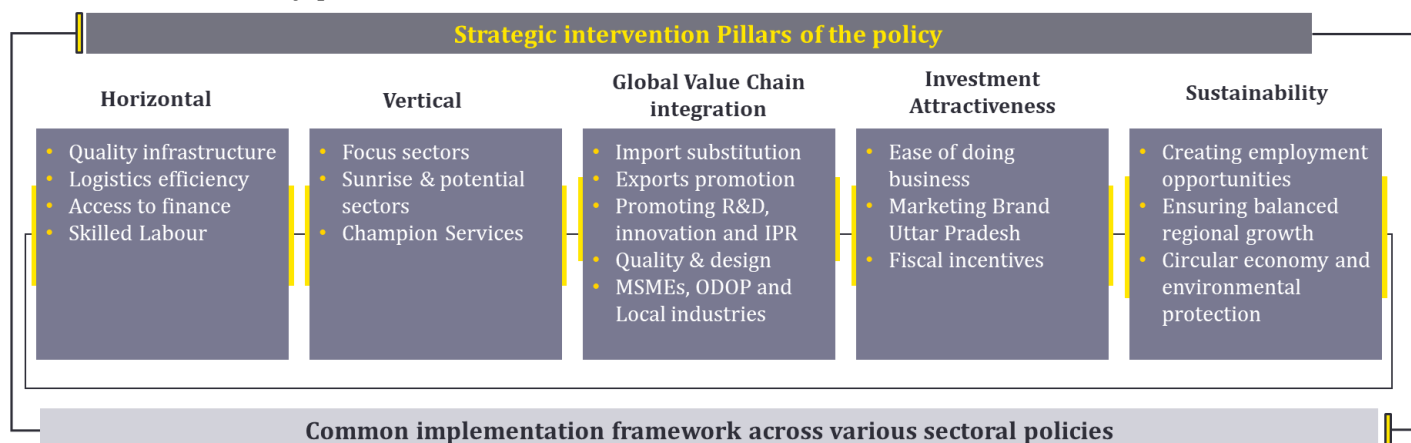 Strategic intervention Pillars of the policy
Horizontal
• Quality infrastructure
• Logistics efficiency
• Access to finance
• Skilled Labour
Vertical
• Focus sectors
• Sunrise & potential
sectors
• Champion Services
Global Value Chain
integration
• Import substitution
• Exports promotion
• Promoting R&D,
innovation and IPR
• Quality & design
• MSMEs, ODOP and
Local industries
Investment
Attractiveness
• Ease of doing
business
• Marketing Brand
Uttar Pradesh
• Fiscal incentives
Sustainability
• Creating employment
opportunities
• Ensuring balanced
regional growth
• Circular economy and
environmental
protection
Common implementation framework across various sectoral policies